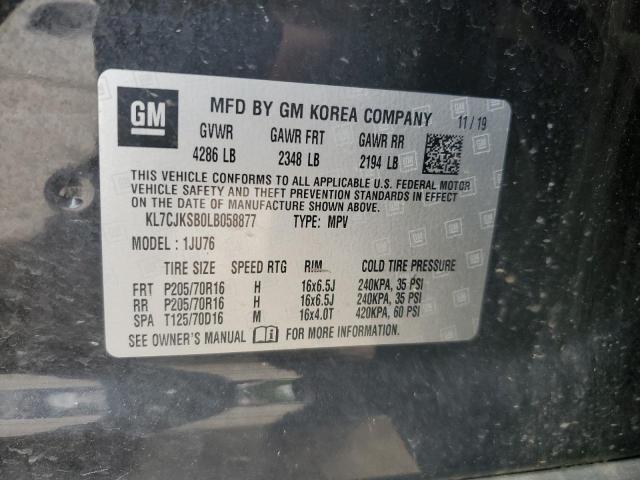 GM
MFD BY GM KOREA COMPANY 11/19
GVWR GAWR FRT GAWR RR
4286 LB 2348 LB 2194 LB
THIS VEHICLE CONFORMS TO ALL APPLICABLE U.S. FEDERAL MOTOR
VEHICLE SAFETY AND THEFT PREVENTION STANDARDS IN EFFECT
ON THE DATE OF MANUFACTURE SHOWN ABOVE.
KL7CJKSB0LB058877 TYPE: MPV
MODEL: 1JU76
TIRE SIZE SPEED RTG RIM COLD TIRE PRESSURE
FRT P205/70R16 H 16x6.5J 240KPA, 35 PSI
RR P205/70R16 H 16x6.5J 240KPA, 35 PSI
SPA T125/70D16 M 16x4.0T 420KPA, 60 PSI
SEE OWNER'S MANUAL FOR MORE INFORMATION